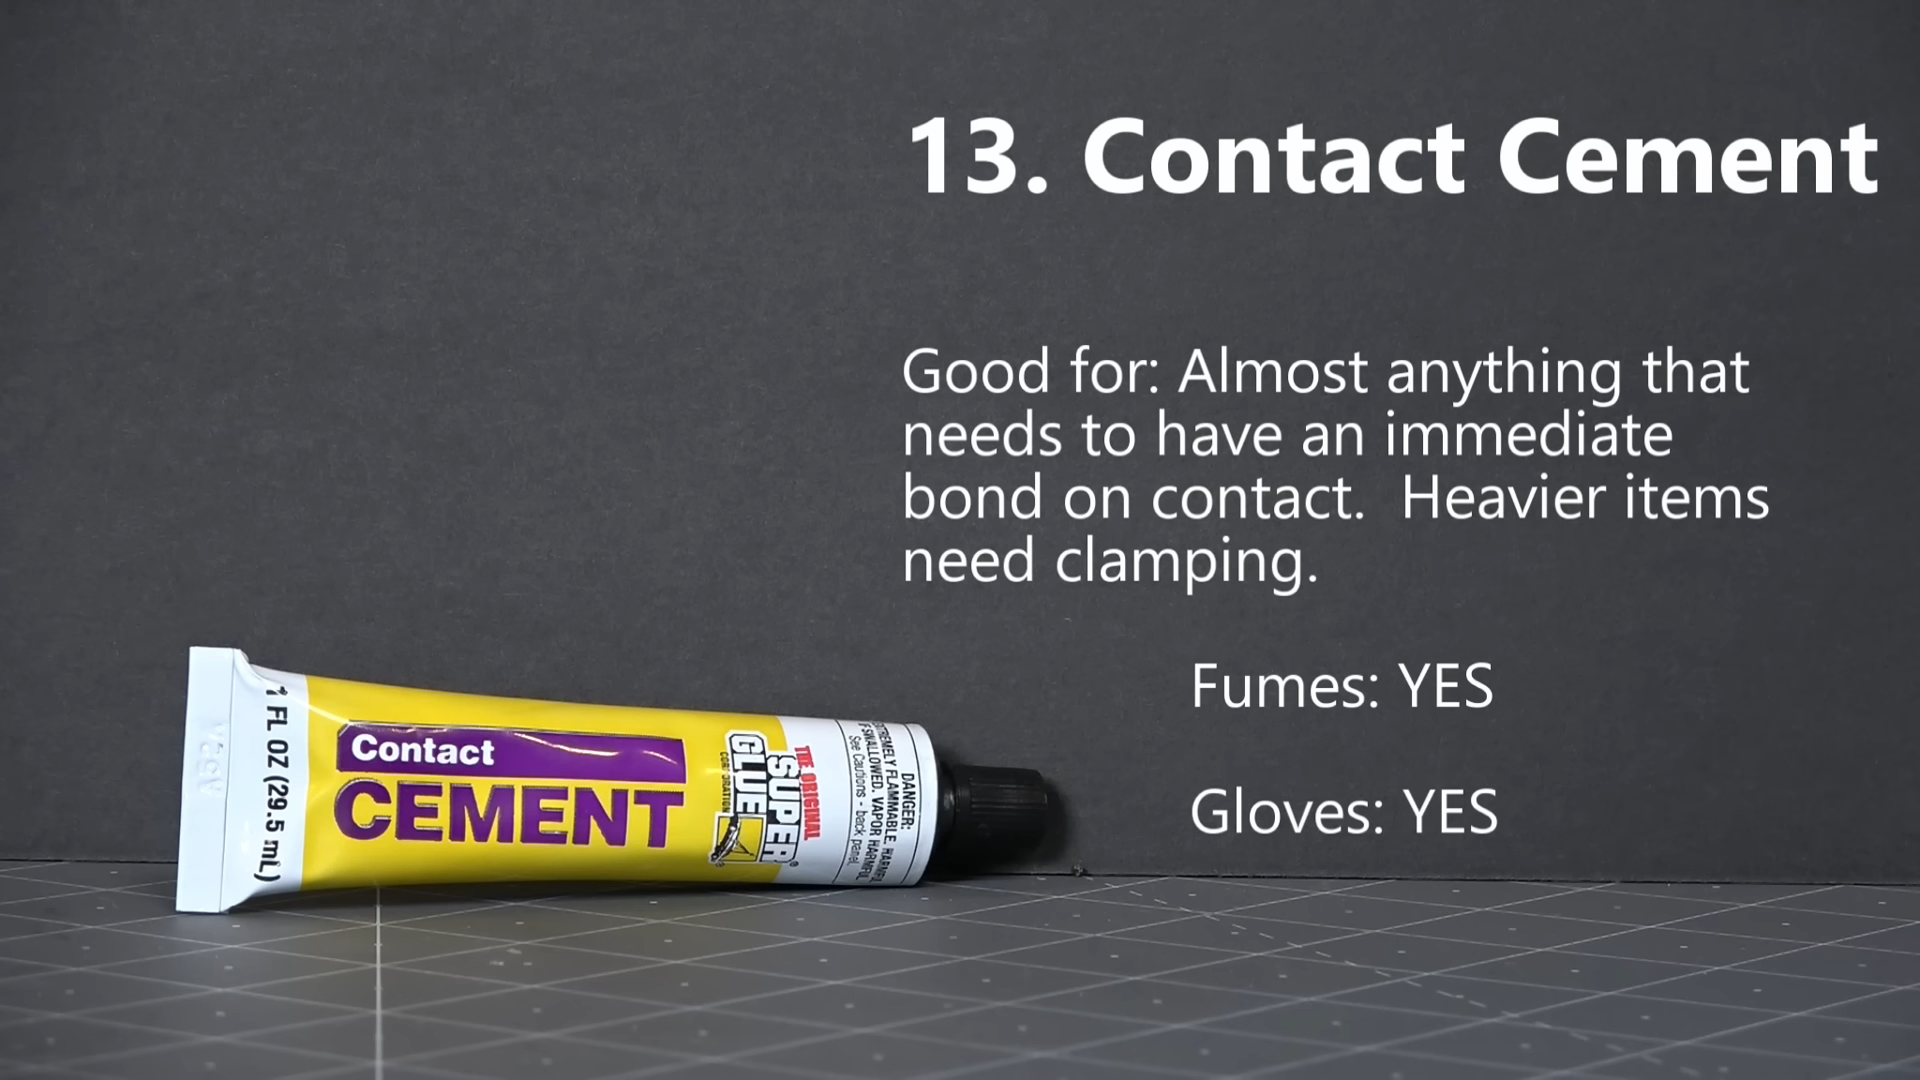 13. Contact Cement
Good for: Almost anything that
needs to have an immediate
bond on contact.  Heavier items
need clamping.
Fumes: YES
Gloves: YES
1 FL OZ (29.5 mL)
Contact
CEMENT
THE ORIGINAL
SUPER®
GLUE
CORPORATION
DANGER:
FLAMMABLE.
SWALLOWED. VAPOR HARMFUL
See Cautions - back panel